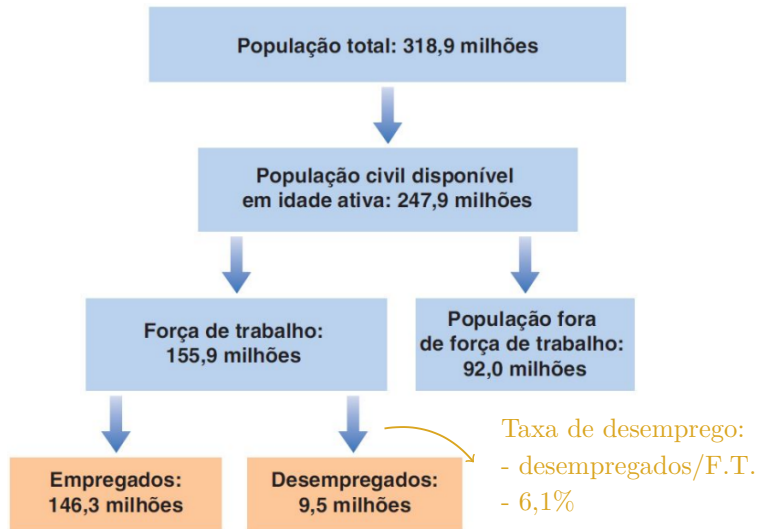 População total: 318,9 milhões
População civil disponível
em idade ativa: 247,9 milhões
Força de trabalho:
155,9 milhões
População fora
de força de trabalho:
92,0 milhões
Empregados:
146,3 milhões
Desempregados:
9,5 milhões
Taxa de desemprego:
- desempregados/F.T.
- 6,1%